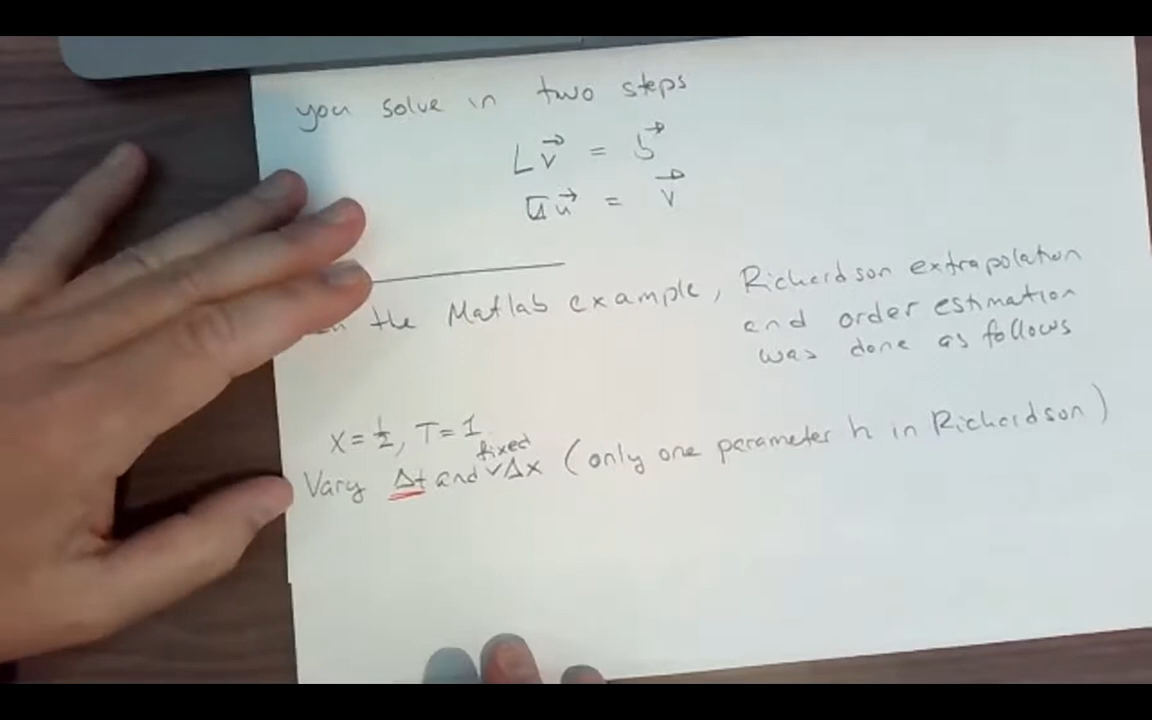 you solve in two steps
L v⃗ = b⃗
U u⃗ = v⃗
the Matlab example, Richardson extrapolation
and order estimation
was done as follows
x = 1/2, T = 1
Vary Δt and fixed Δx (only one parameter h in Richardson)